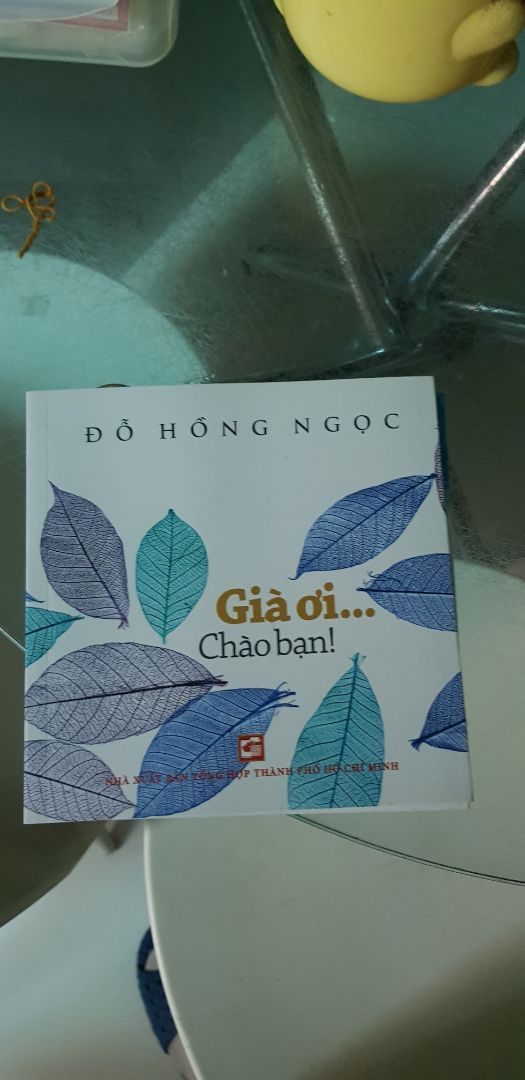 ĐỖ HỒNG NGỌC
Già ơi...
Chào bạn!
NHÀ XUẤT BẢN TỔNG HỢP THÀNH PHỐ HỒ CHÍ MINH